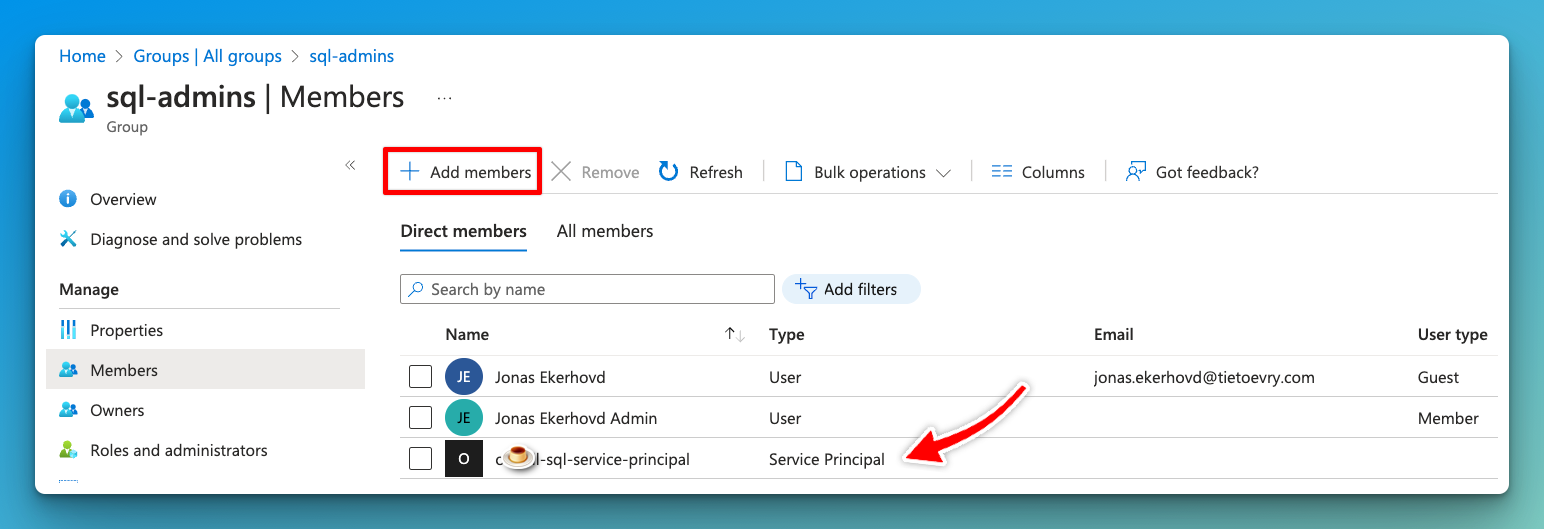 Home > Groups | All groups > sql-admins
sql-admins | Members ...
Group
«
Add members Remove Refresh Bulk operations Columns Got feedback?
Overview
Diagnose and solve problems
Manage
Properties
Members
Owners
Roles and administrators
Direct members All members
Search by name Add filters
Name ↑↓ Type Email User type
JE Jonas Ekerhovd User jonas.ekerhovd@tietoevry.com Guest
JE Jonas Ekerhovd Admin User Member
O -sql-service-principal Service Principal